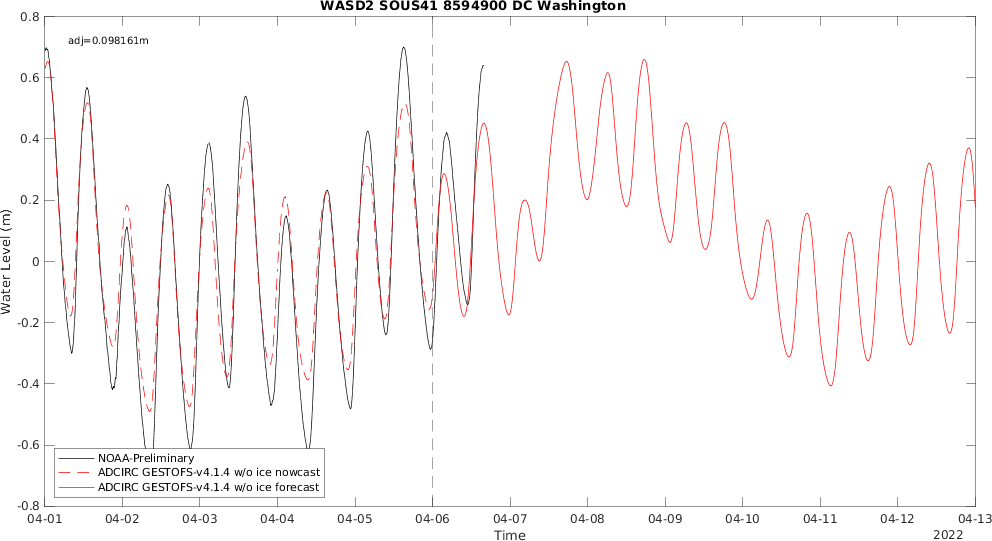 WASD2 SOUS41 8594900 DC Washington
adj=0.098161m
Water Level (m)
0.8
0.6
0.4
0.2
0
-0.2
-0.4
-0.6
-0.8
NOAA-Preliminary
ADCIRC GESTOFS-v4.1.4 w/o ice nowcast
ADCIRC GESTOFS-v4.1.4 w/o ice forecast
04-01 04-02 04-03 04-04 04-05 04-06 04-07 04-08 04-09 04-10 04-11 04-12 04-13
Time
2022